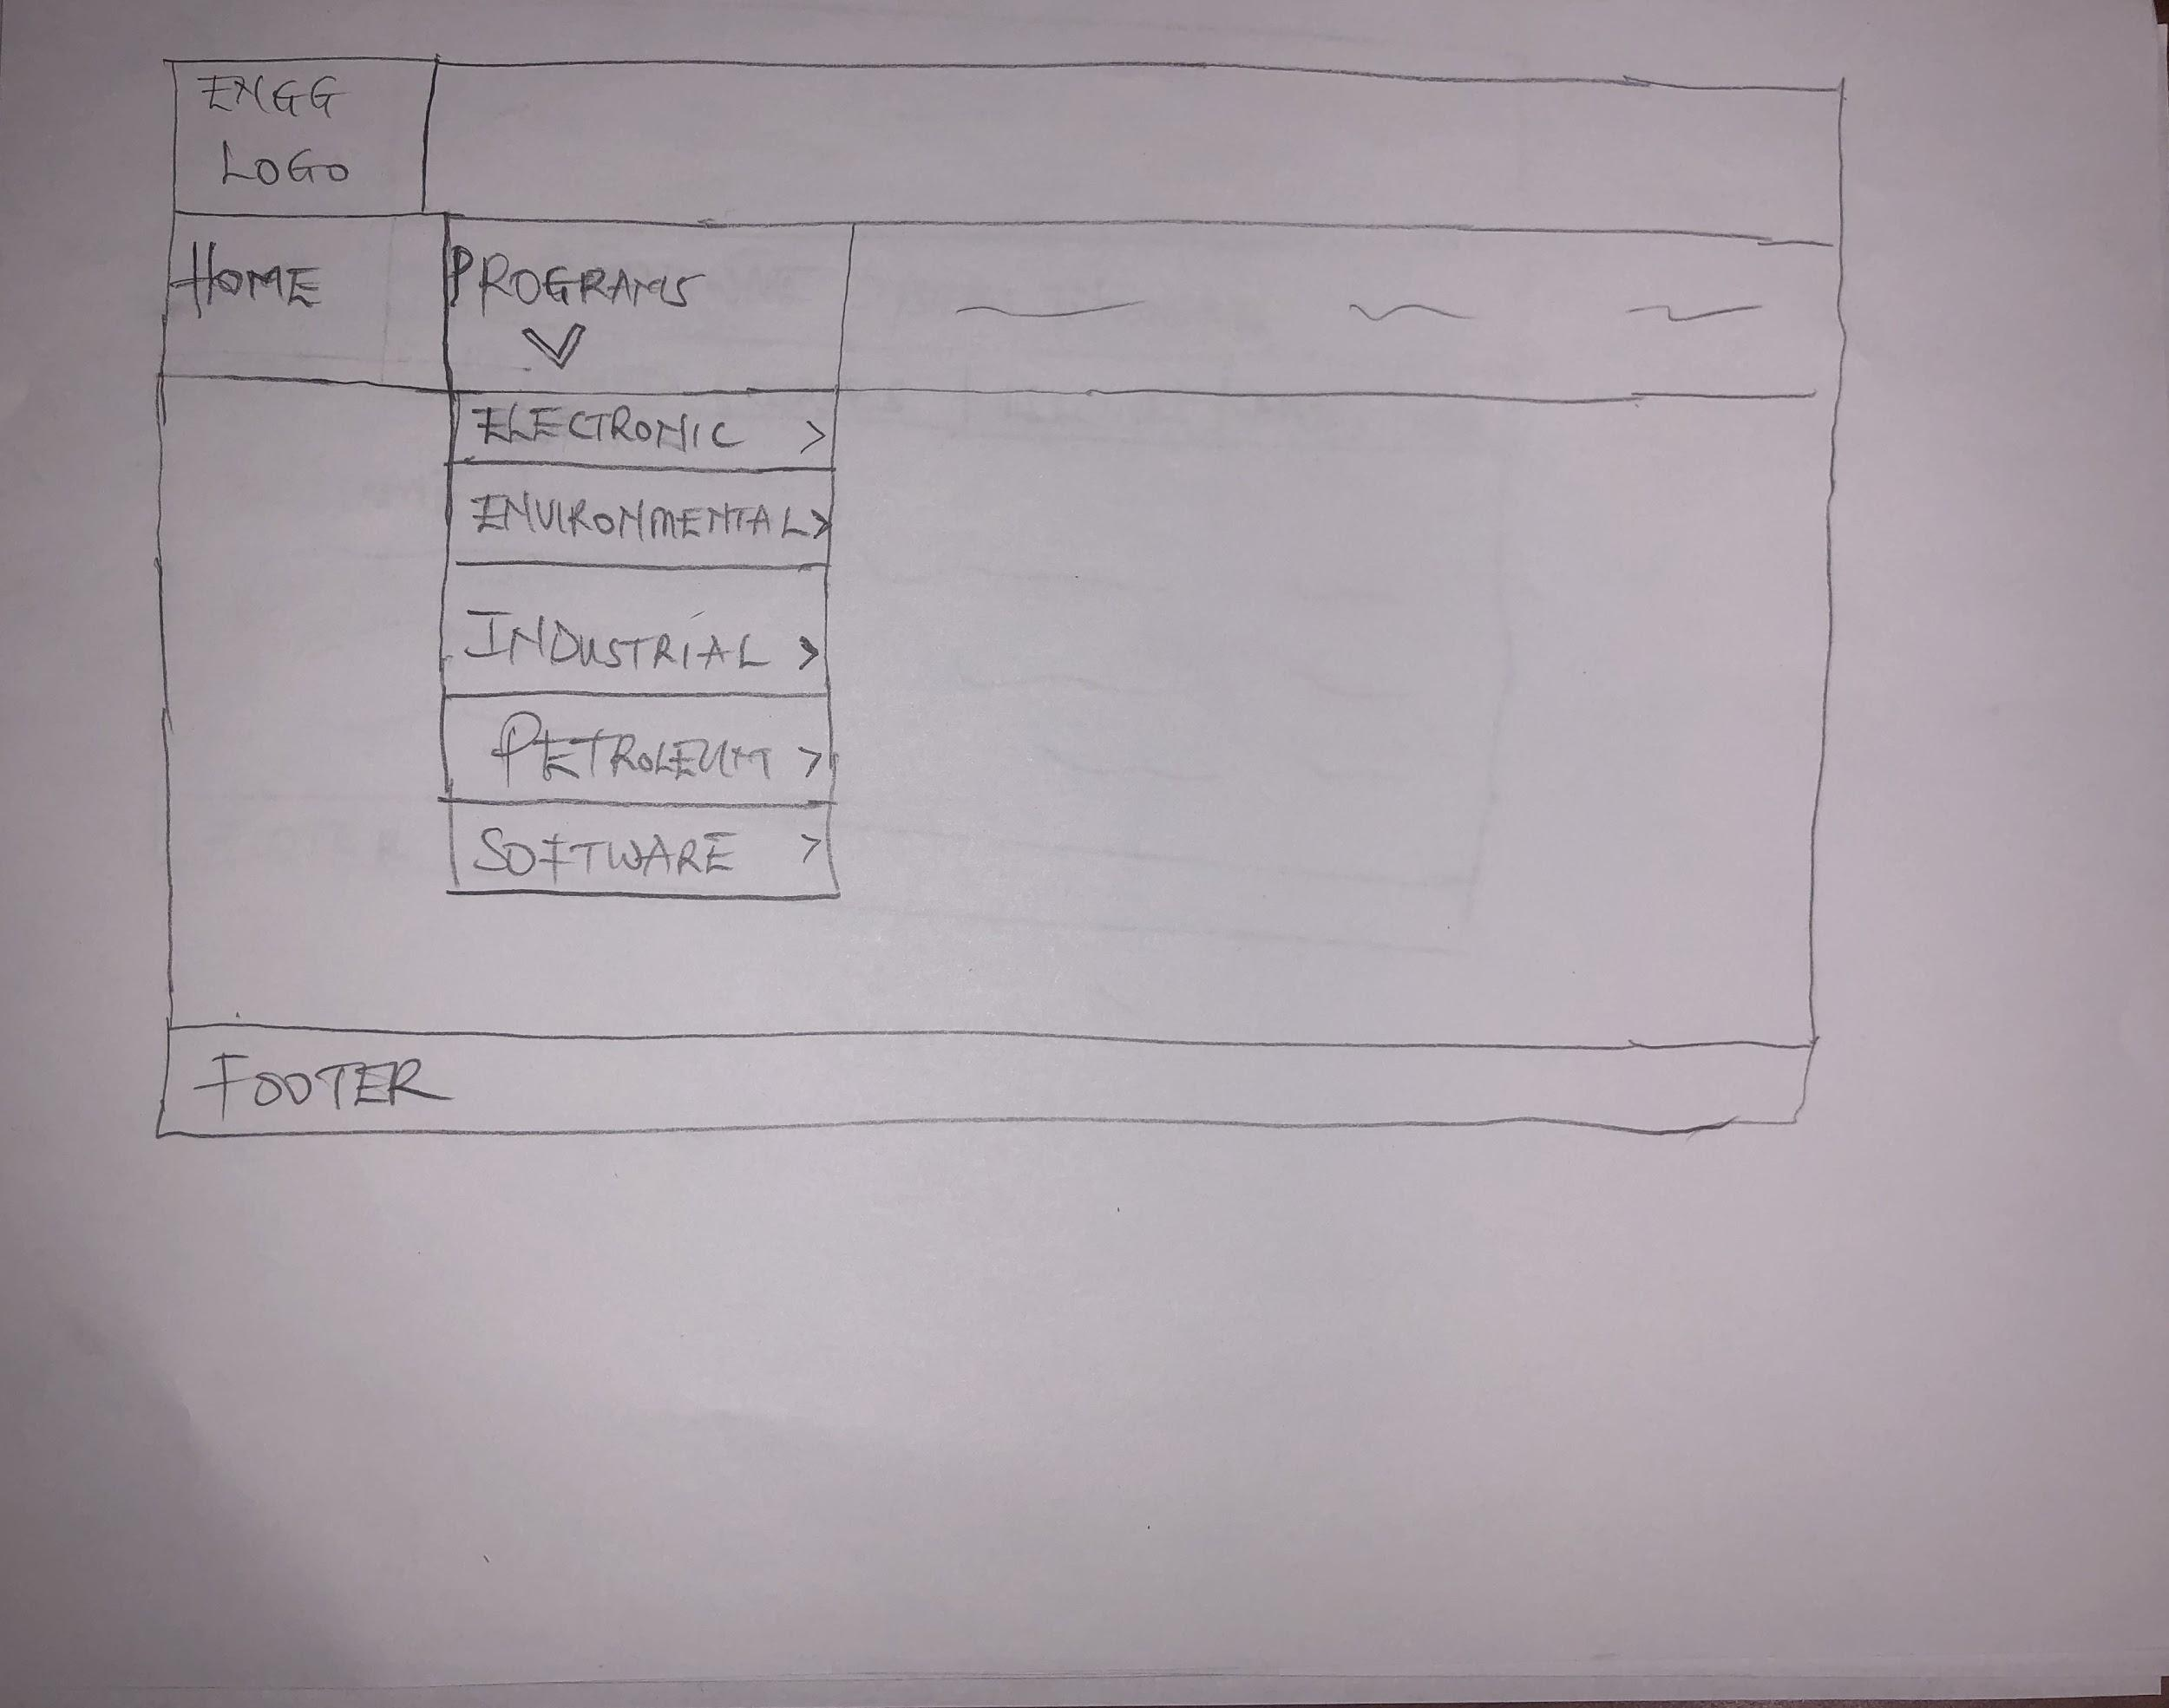 ENGG
LOGO
HOME
PROGRAMS
ELECTRONIC >
ENVIRONMENTAL >
INDUSTRIAL >
PETROLEUM >
SOFTWARE >
FOOTER